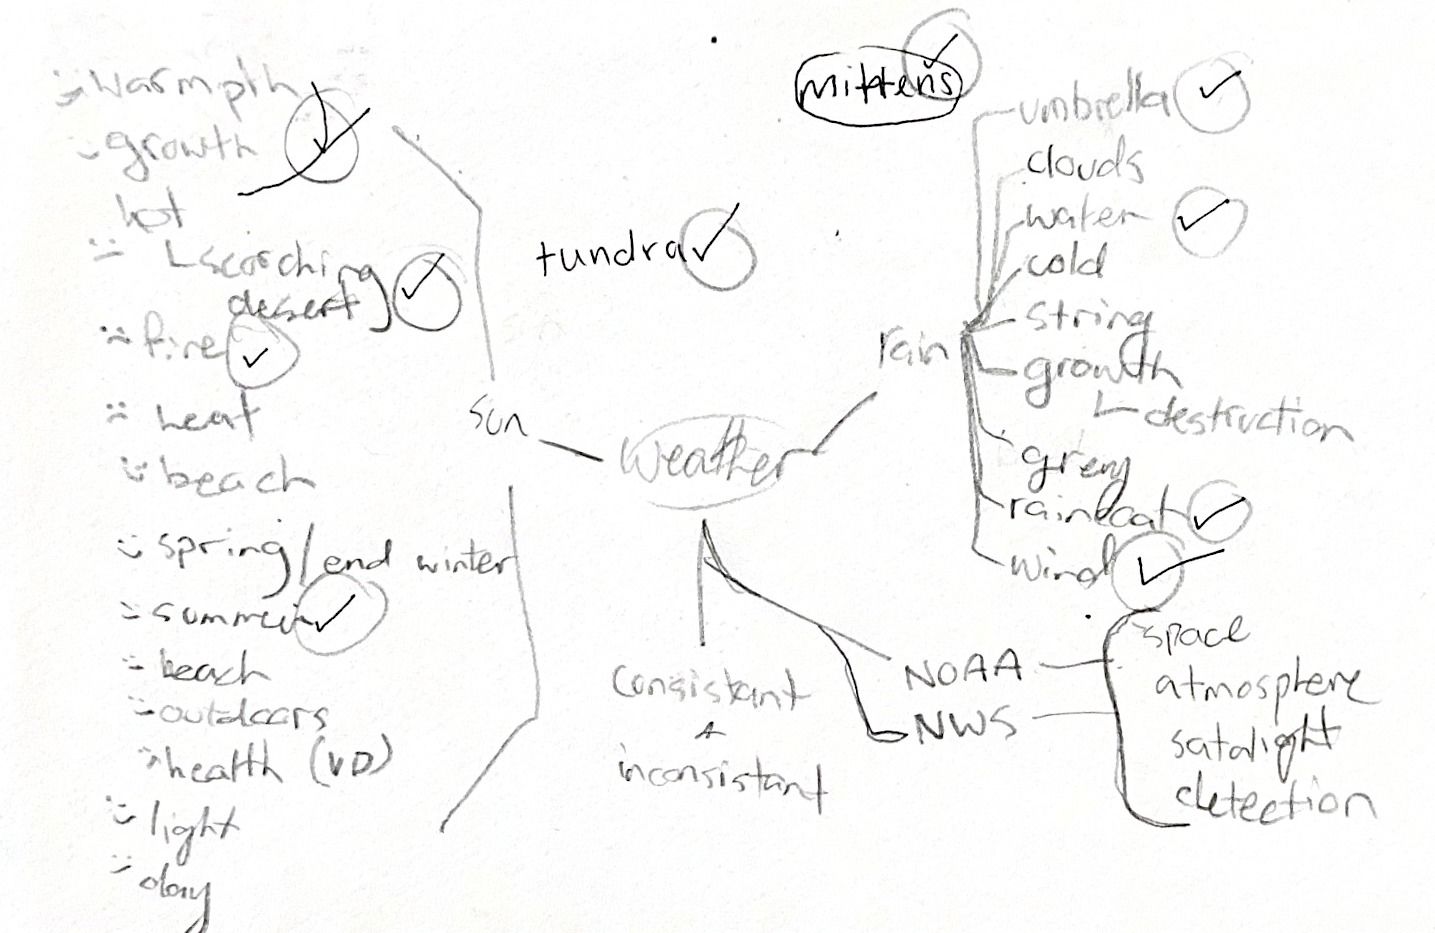 warmpth
growth
hot
scorching
desert
fire
heat
beach
spring/end winter
summer
beach
outdoors
health (VD)
light
day
sun
tundra
mittens
weather
rain
umbrella
clouds
water
cold
string
growth
destruction
grey
raincoat
wind
consistant
+
inconsistant
NOAA
NWS
space
atmosphere
satalight
detection